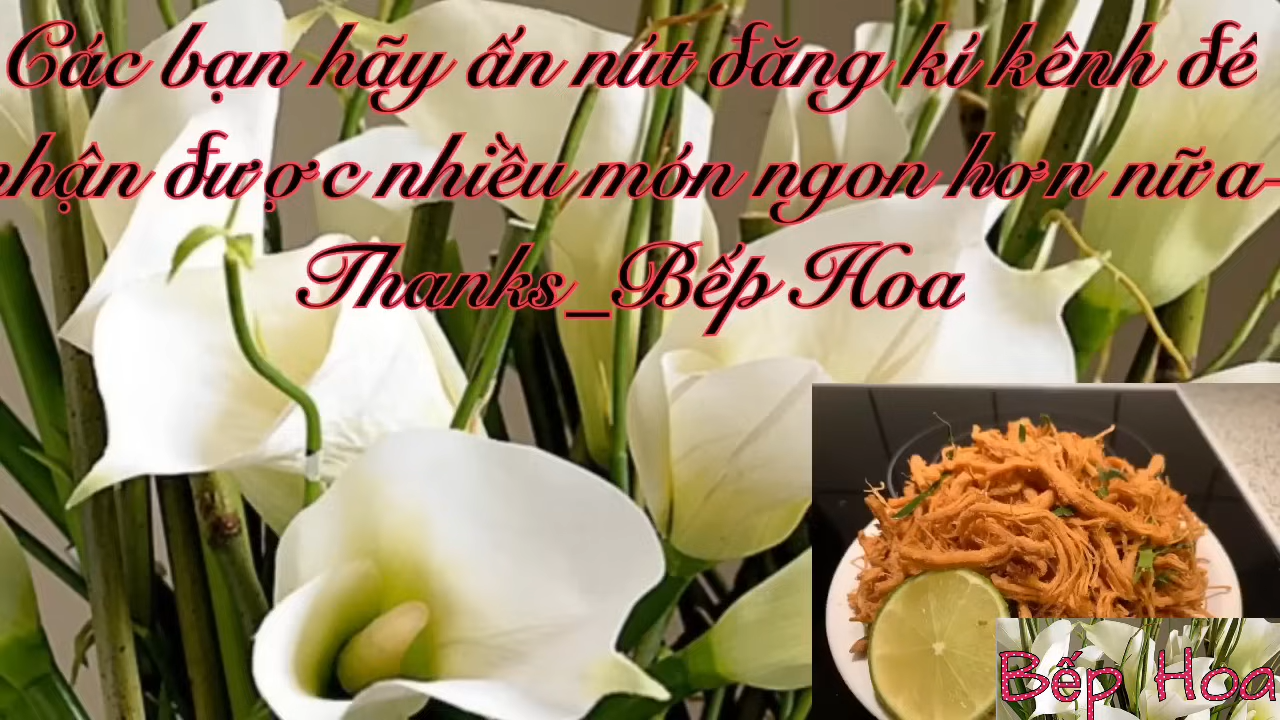 Các bạn hãy ấn nút đăng kí kênh để
nhận được nhiều món ngon hơn nữa-
Thanks_Bếp Hoa
Bếp Hoa